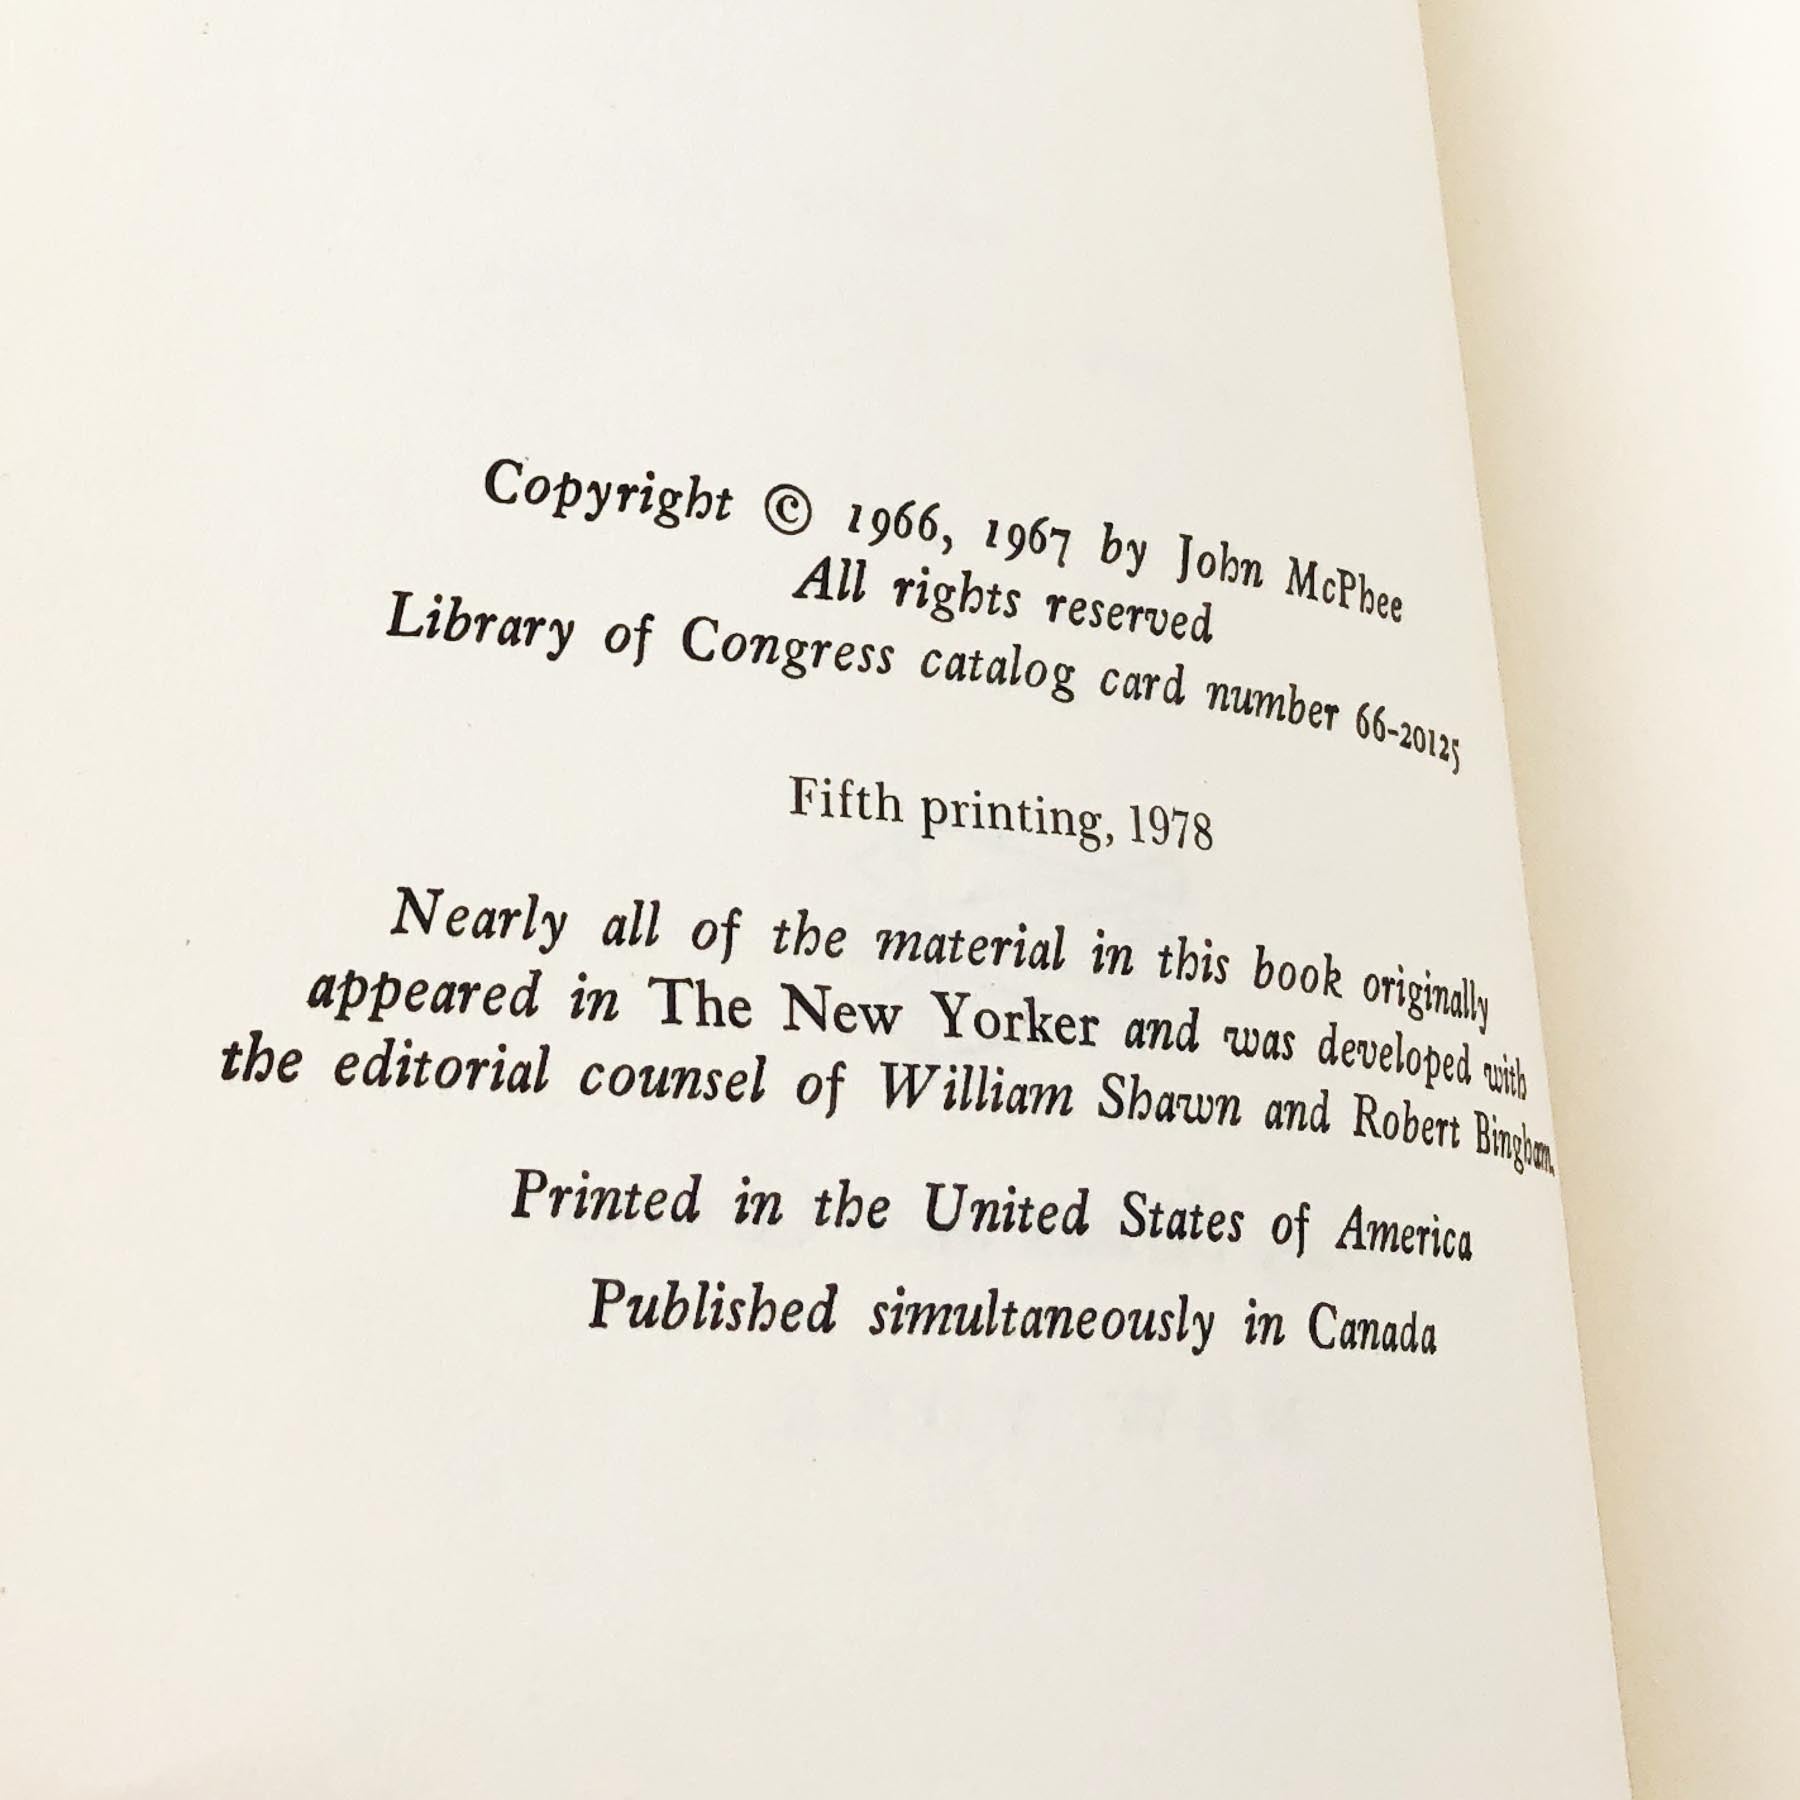 Copyright © 1966, 1967 by John McPhee
All rights reserved
Library of Congress catalog card number 66-20125
Fifth printing, 1978
Nearly all of the material in this book originally
appeared in The New Yorker and was developed with
the editorial counsel of William Shawn and Robert Bingham.
Printed in the United States of America
Published simultaneously in Canada